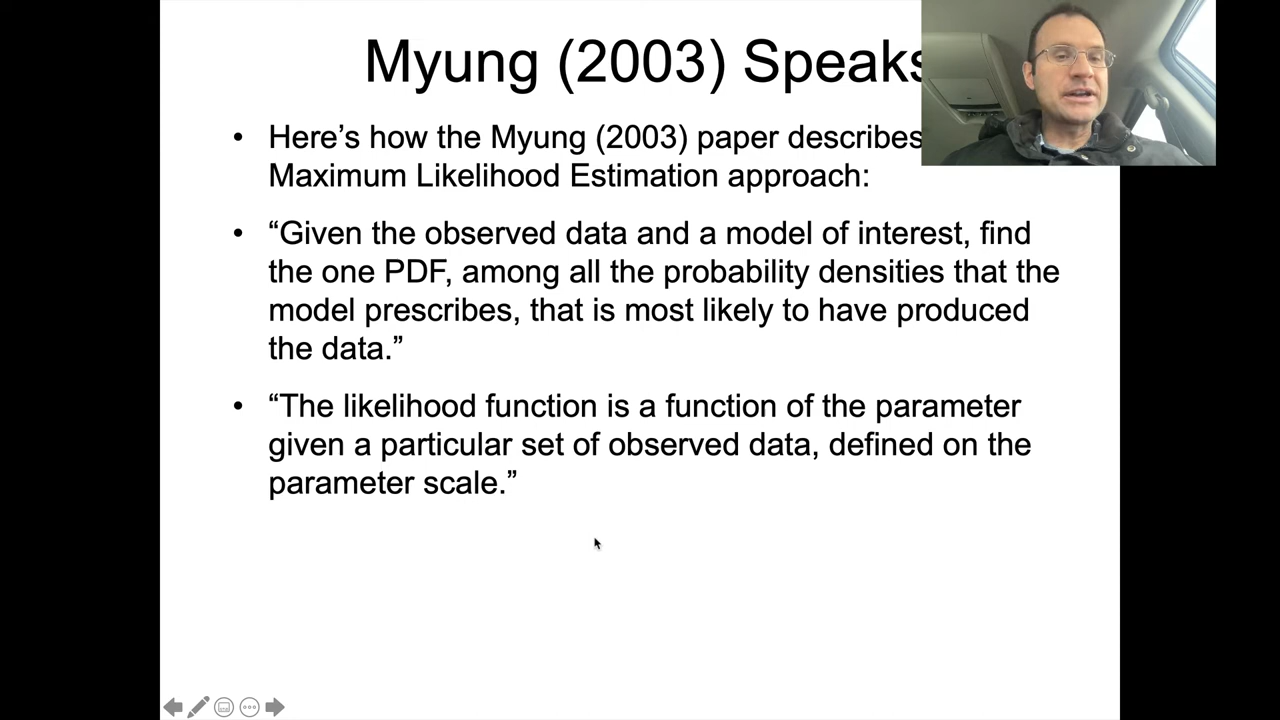 Myung (2003) Speaks
• Here’s how the Myung (2003) paper describes
Maximum Likelihood Estimation approach:
• “Given the observed data and a model of interest, find
the one PDF, among all the probability densities that the
model prescribes, that is most likely to have produced
the data.”
• “The likelihood function is a function of the parameter
given a particular set of observed data, defined on the
parameter scale.”